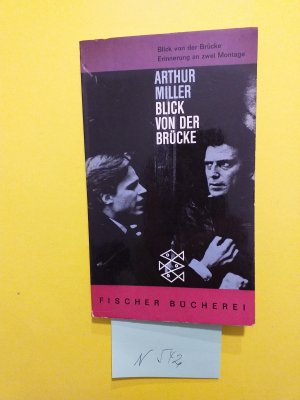 Blick von der Brücke
Erinnerung an zwei Montage
ARTHUR
MILLER
BLICK
VON DER
BRÜCKE
FISCHER BÜCHEREI
N 542